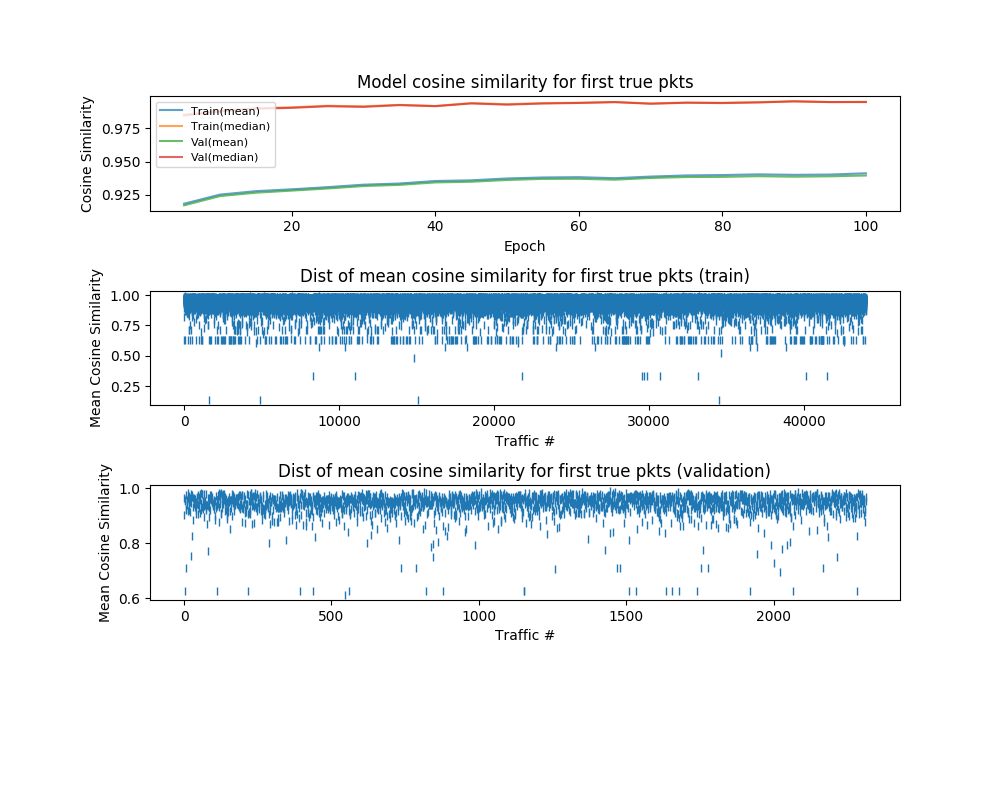 Model cosine similarity for first true pkts
Cosine Similarity
0.975
0.950
0.925
Train(mean)
Train(median)
Val(mean)
Val(median)
20 40 60 80 100
Epoch
Dist of mean cosine similarity for first true pkts (train)
Mean Cosine Similarity
1.00
0.75
0.50
0.25
0 10000 20000 30000 40000
Traffic #
Dist of mean cosine similarity for first true pkts (validation)
Mean Cosine Similarity
1.0
0.8
0.6
0 500 1000 1500 2000
Traffic #